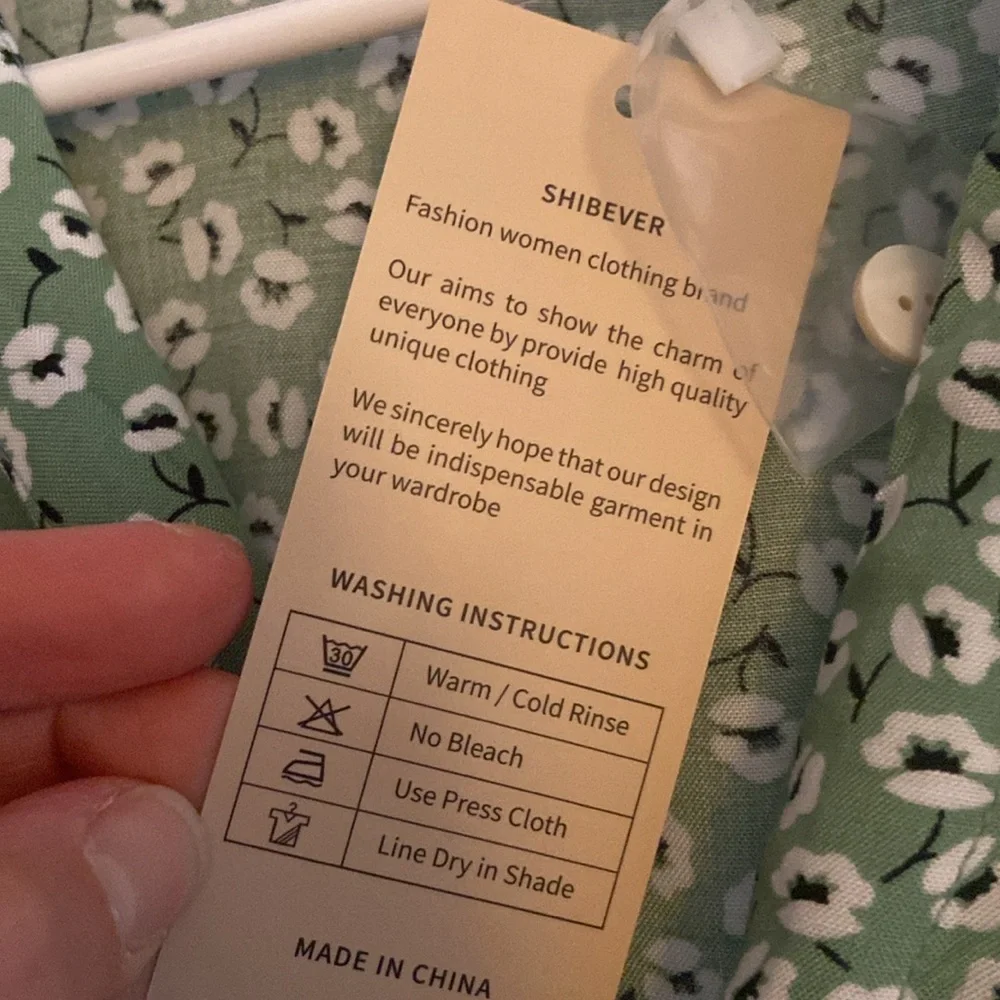 SHIBEVER
Fashion women clothing brand
Our aims to show the charm of
everyone by provide high quality
unique clothing
We sincerely hope that our design
will be indispensable garment in
your wardrobe
WASHING INSTRUCTIONS
30 Warm / Cold Rinse
No Bleach
Use Press Cloth
Line Dry in Shade
MADE IN CHINA